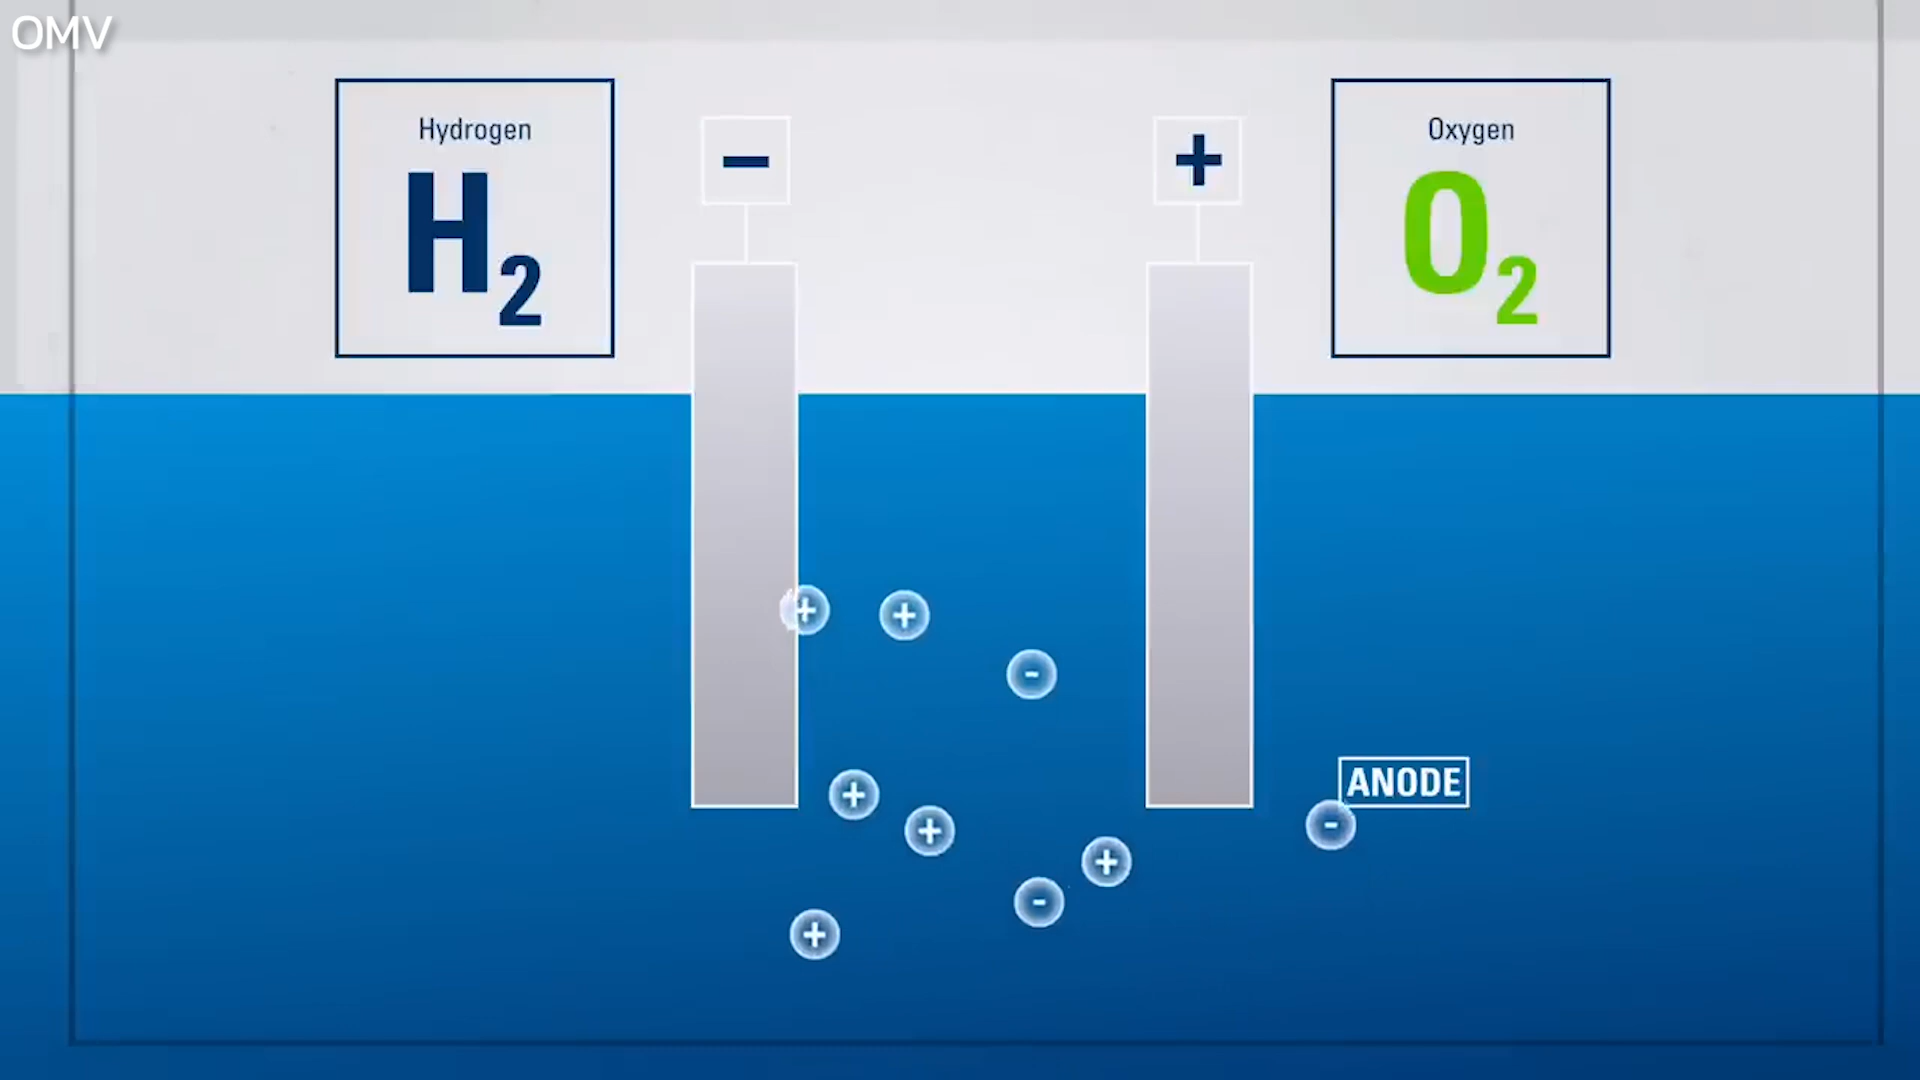 OMV
Hydrogen
H2
−
+
Oxygen
O2
+
+
-
+
+
ANODE
-
+
-
+